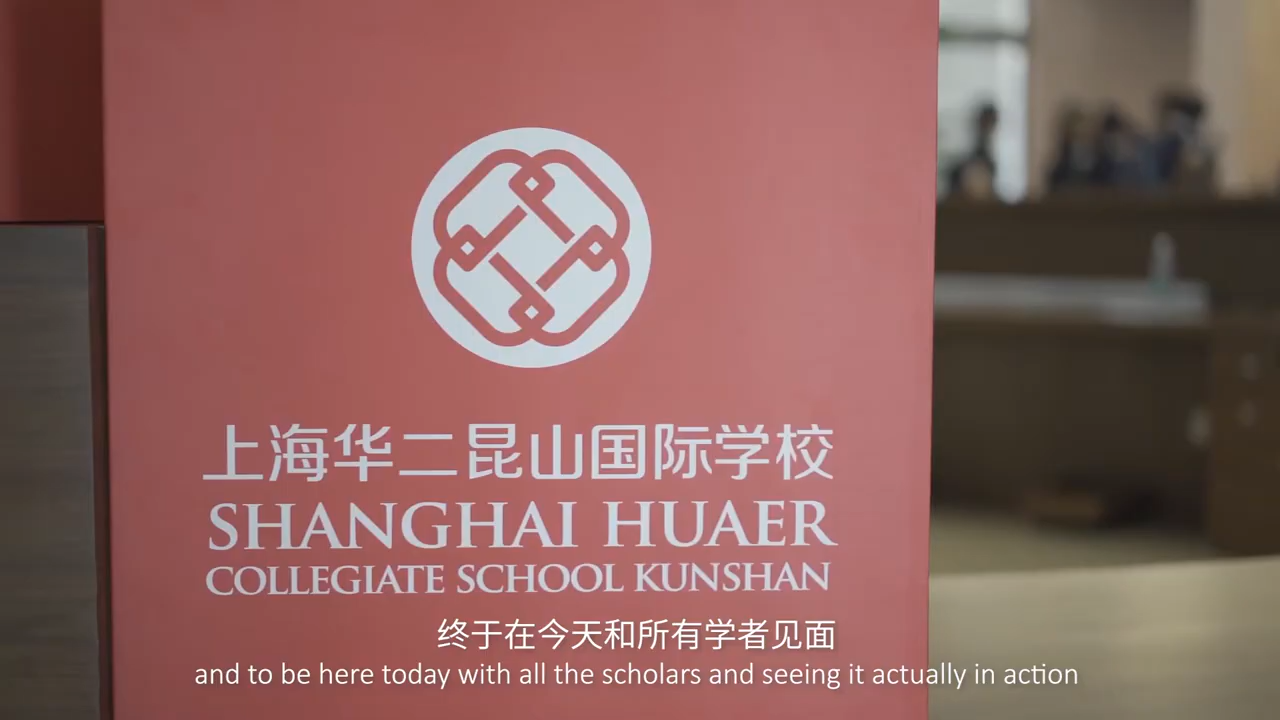 上海华二昆山国际学校
SHANGHAI HUAER
COLLEGIATE SCHOOL KUNSHAN
终于在今天和所有学者见面
and to be here today with all the scholars and seeing it actually in action